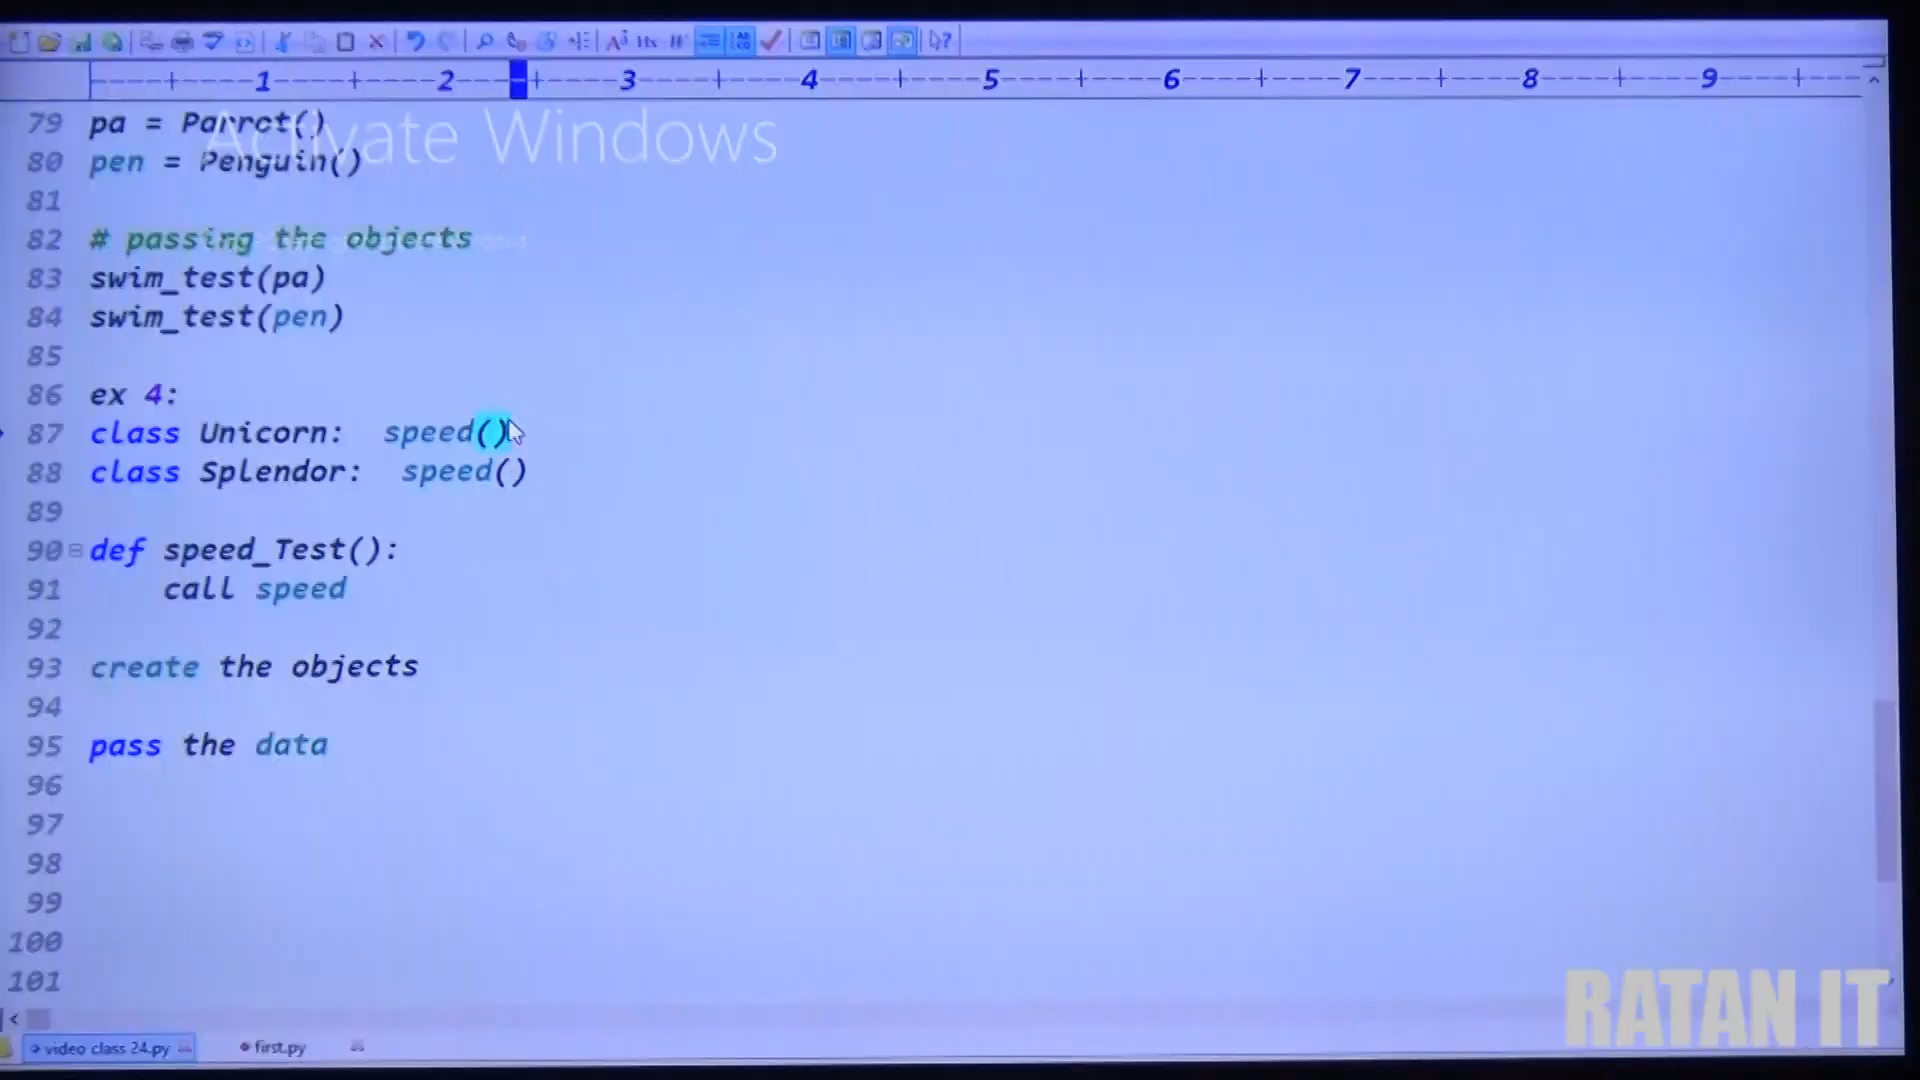 ----+----1----+----2----+----3----+----4----+----5----+----6----+----7----+----8----+----9----+---
79 pa = Parrot()
Activate Windows
80 pen = Penguin()
81
82 # passing the objects
83 swim_test(pa)
84 swim_test(pen)
85
86 ex 4:
87 class Unicorn:  speed()
88 class Splendor:  speed()
89
90 def speed_Test():
91     call speed
92
93 create the objects
94
95 pass the data
96
97
98
99
100
101
RATAN IT
video class 24.py
first.py